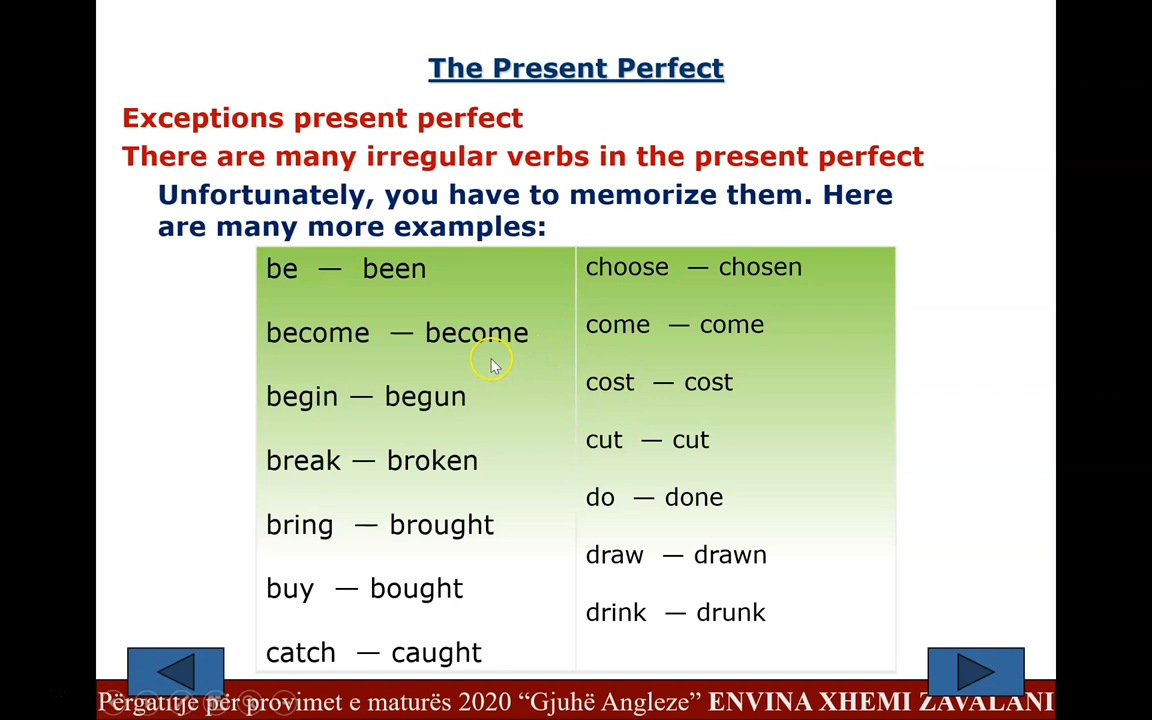 The Present Perfect
Exceptions present perfect
There are many irregular verbs in the present perfect
Unfortunately, you have to memorize them. Here
are many more examples:
be — been
become — become
begin — begun
break — broken
bring — brought
buy — bought
catch — caught
choose — chosen
come — come
cost — cost
cut — cut
do — done
draw — drawn
drink — drunk
Përgatitje për provimet e maturës 2020 “Gjuhë Angleze” ENVINA XHEMI ZAVALANI